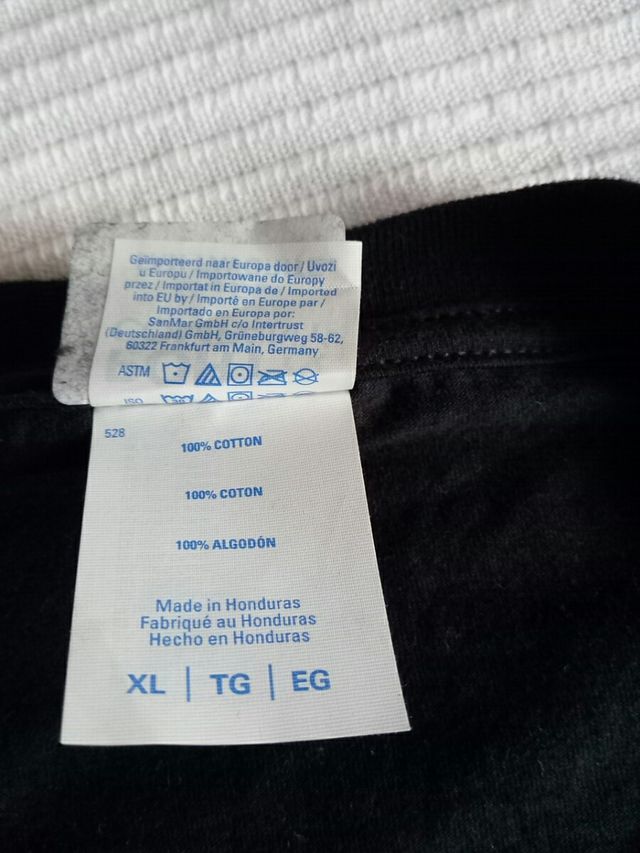 Geïmporteerd naar Europa door / Uvozi
u Europu / Importowane do Europy
przez / Importat in Europa de / Imported
into EU by / Importé en Europe par /
Importado en Europa por:
SanMar GmbH c/o Intertrust
(Deutschland) GmbH, Grüneburgweg 58-62,
60322 Frankfurt am Main, Germany
ASTM
ISO
528
100% COTTON
100% COTON
100% ALGODÓN
Made in Honduras
Fabriqué au Honduras
Hecho en Honduras
XL | TG | EG